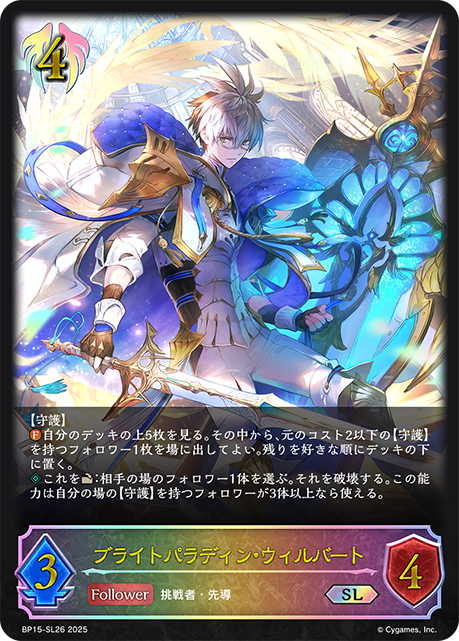 4
【守護】
F自分のデッキの上5枚を見る。その中から、元のコスト2以下の【守護】
を持つフォロワー1枚を場に出してよい。残りを好きな順にデッキの下
に置く。
これを:相手の場のフォロワー1体を選ぶ。それを破壊する。この能
力は自分の場の【守護】を持つフォロワーが3体以上なら使える。
ブライトパラディン・ウィルバート
3
Follower 挑戦者・先導 SL
4
BP15-SL26 2025 © Cygames, Inc.